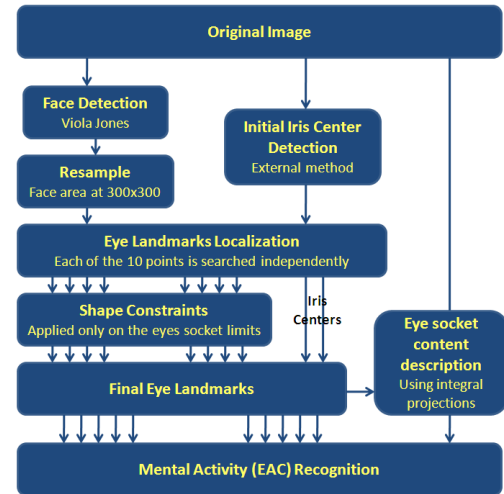 Original Image
Face Detection
Viola Jones
Initial Iris Center
Detection
External method
Resample
Face area at 300x300
Eye Landmarks Localization
Each of the 10 points is searched independently
Shape Constraints
Applied only on the eyes socket limits
Iris
Centers
Eye socket
content
description
Using integral
projections
Final Eye Landmarks
Mental Activity (EAC) Recognition